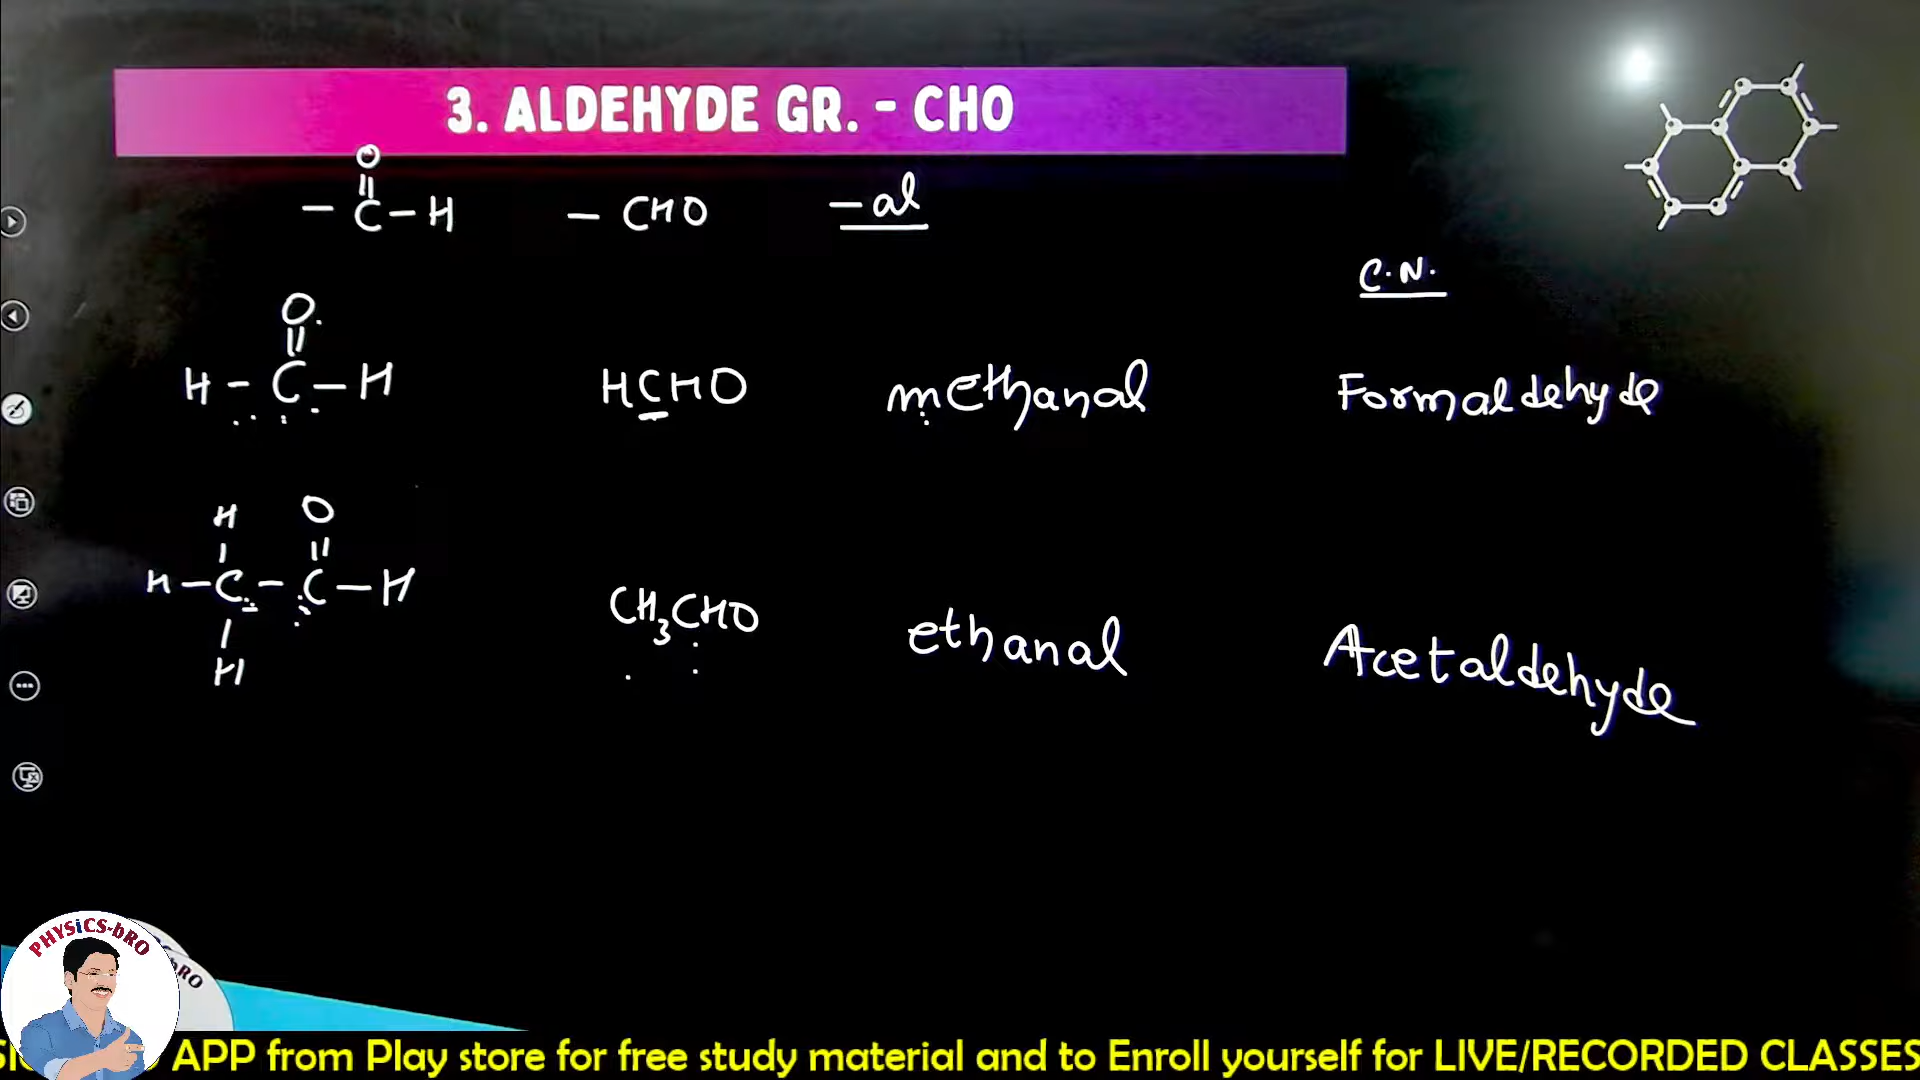 3. ALDEHYDE GR. - CHO
O
||
– C – H – CHO – al
C.N.
O
||
H – C – H HCHO methanal Formaldehyde
H O
| ||
H – C – C – H CH3CHO ethanal Acetaldehyde
|
H
PHYSiCS-bRO
bRO
APP from Play store for free study material and to Enroll yourself for LIVE/RECORDED CLASSES